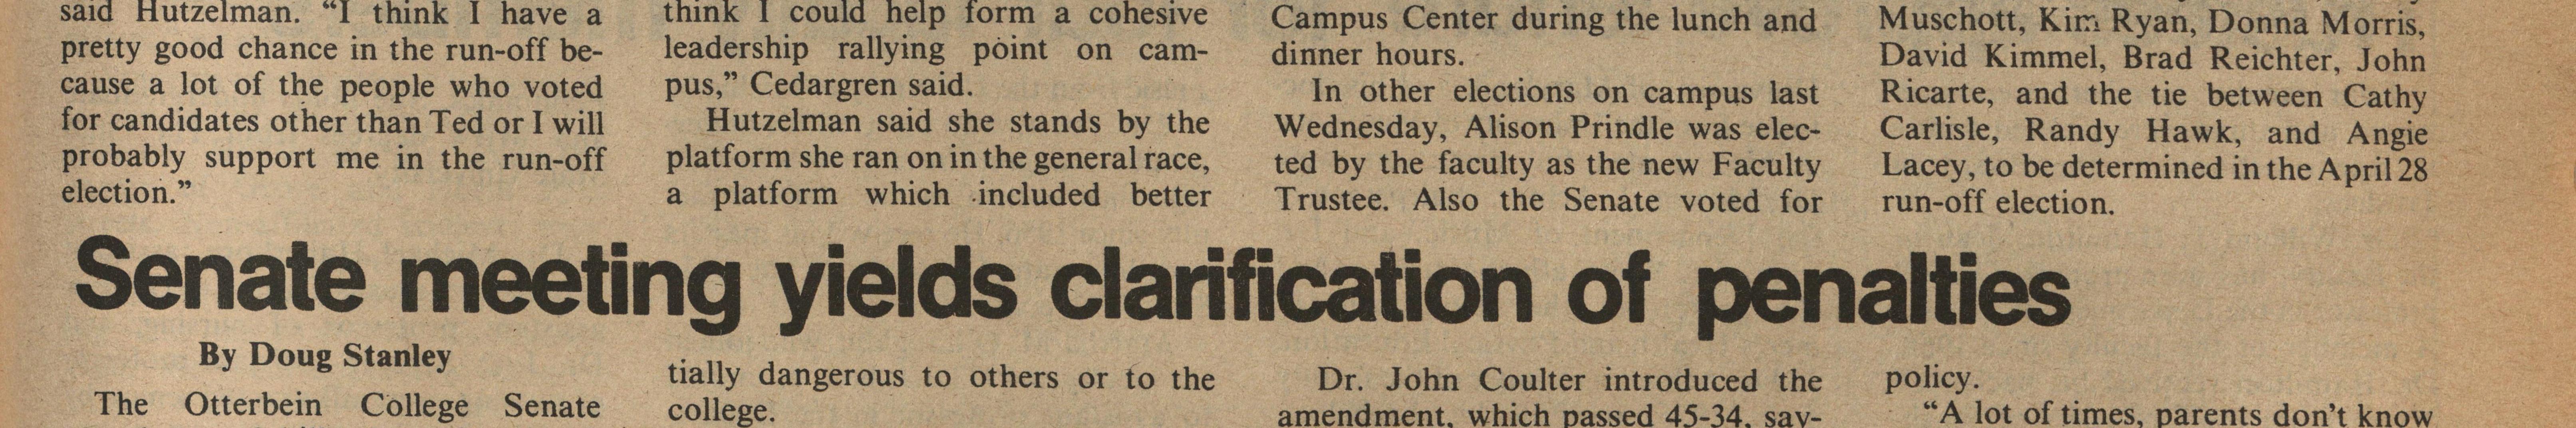 said Hutzelman. “I think I have a
pretty good chance in the run-off be-
cause a lot of the people who voted
for candidates other than Ted or I will
probably support me in the run-off
election.”
think I could help form a cohesive
leadership rallying point on cam-
pus,” Cedargren said.
Hutzelman said she stands by the
platform she ran on in the general race,
a platform which included better
Campus Center during the lunch and
dinner hours.
In other elections on campus last
Wednesday, Alison Prindle was elec-
ted by the faculty as the new Faculty
Trustee. Also the Senate voted for
Muschott, Kim Ryan, Donna Morris,
David Kimmel, Brad Reichter, John
Ricarte, and the tie between Cathy
Carlisle, Randy Hawk, and Angie
Lacey, to be determined in the April 28
run-off election.
Senate meeting yields clarification of penalties
By Doug Stanley
The Otterbein College Senate
tially dangerous to others or to the
college.
Dr. John Coulter introduced the
amendment, which passed 45-34, say-
policy.
“A lot of times, parents don’t know